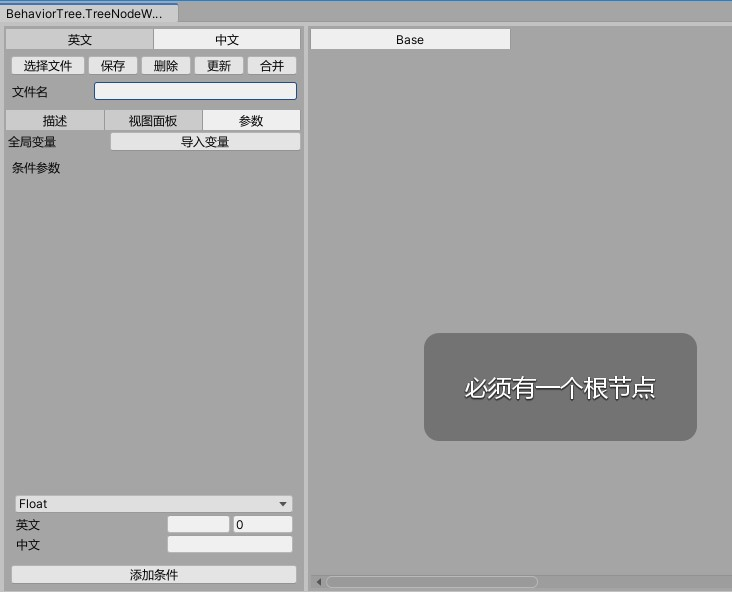 BehaviorTree.TreeNodeW...
英文 中文
选择文件 保存 删除 更新 合并
文件名
描述 视图面板 参数
全局变量 导入变量
条件参数
Float
英文 0
中文
添加条件
Base
必须有一个根节点